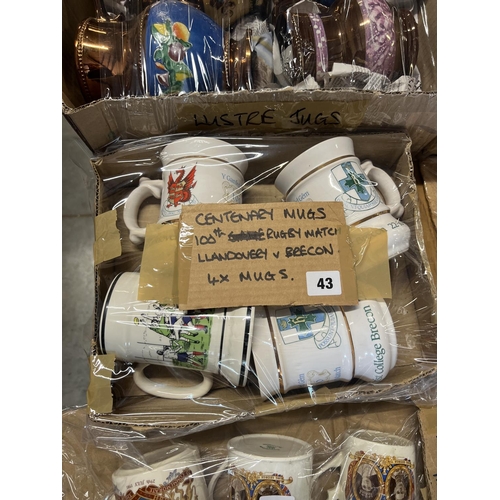 LUSTRE JUGS
CENTENARY MUGS
100th RUGBY MATCH
LLANDOVERY v BRECON
4x MUGS.
43
College Brecon